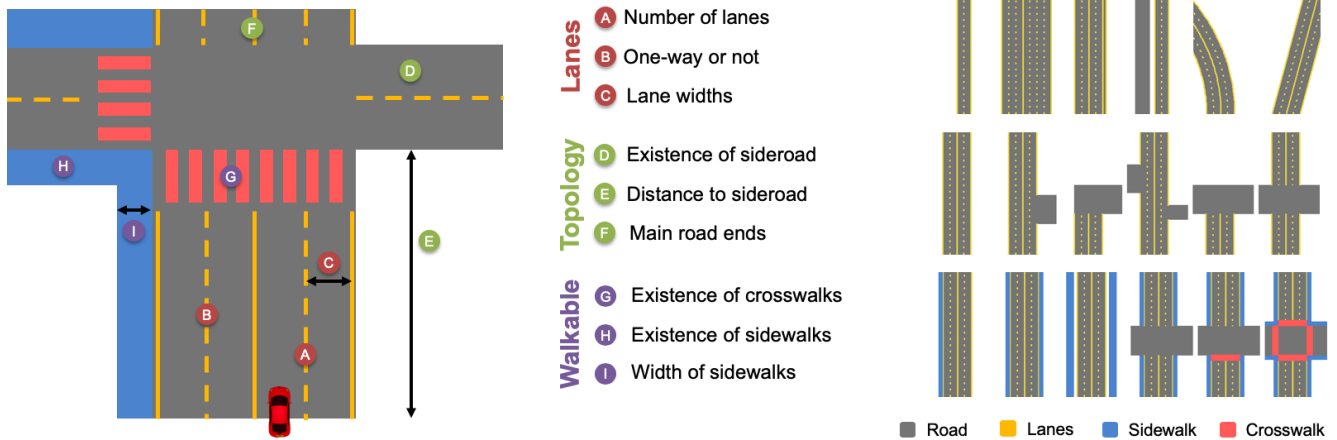 F
D
H
G
I
E
C
B
A
Lanes
A Number of lanes
B One-way or not
C Lane widths
Topology
D Existence of sideroad
E Distance to sideroad
F Main road ends
Walkable
G Existence of crosswalks
H Existence of sidewalks
I Width of sidewalks
Road Lanes Sidewalk Crosswalk